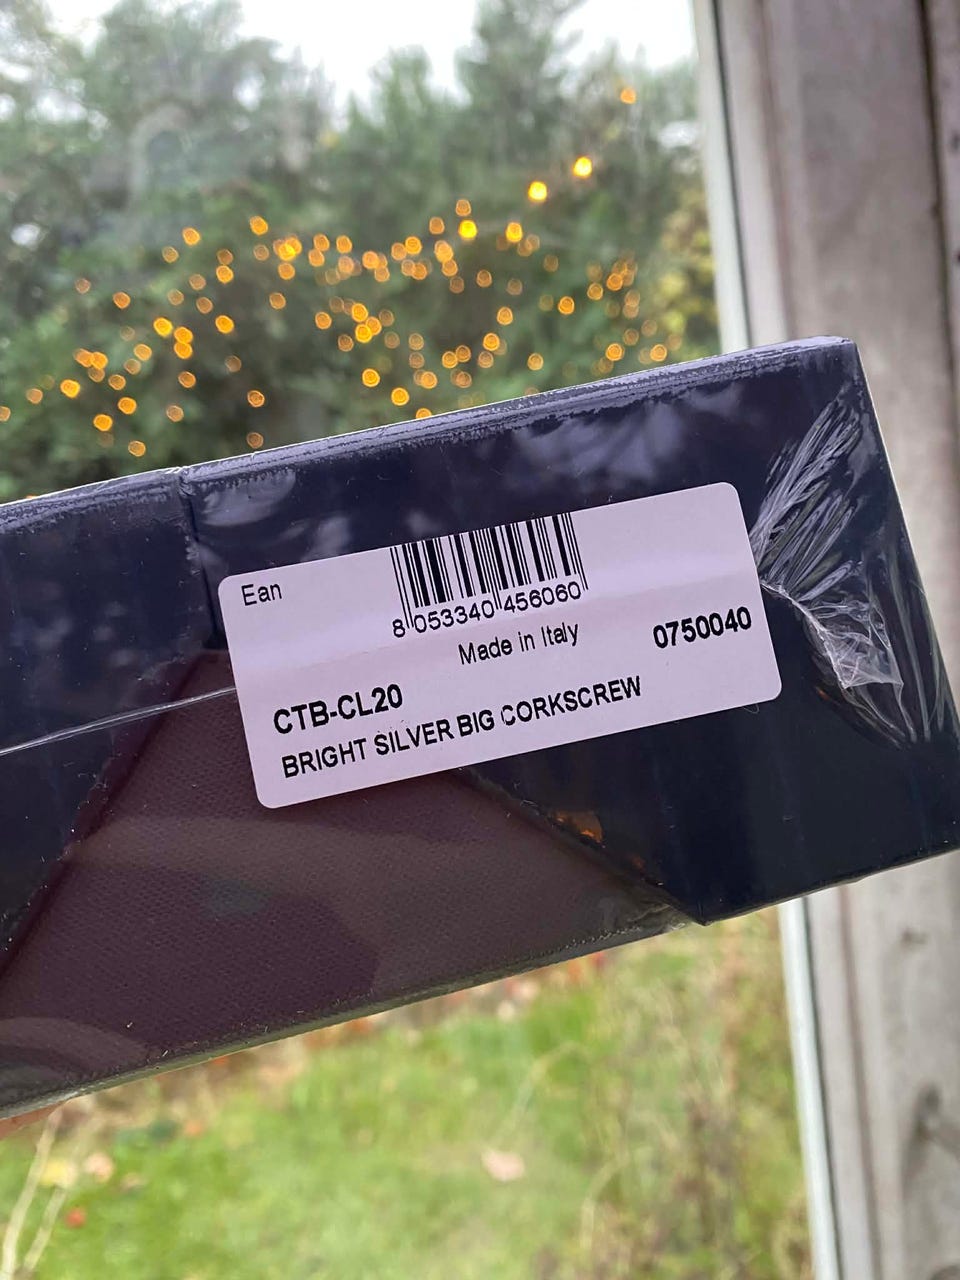 Ean
8 053340 456060
Made in Italy
0750040
CTB-CL20
BRIGHT SILVER BIG CORKSCREW